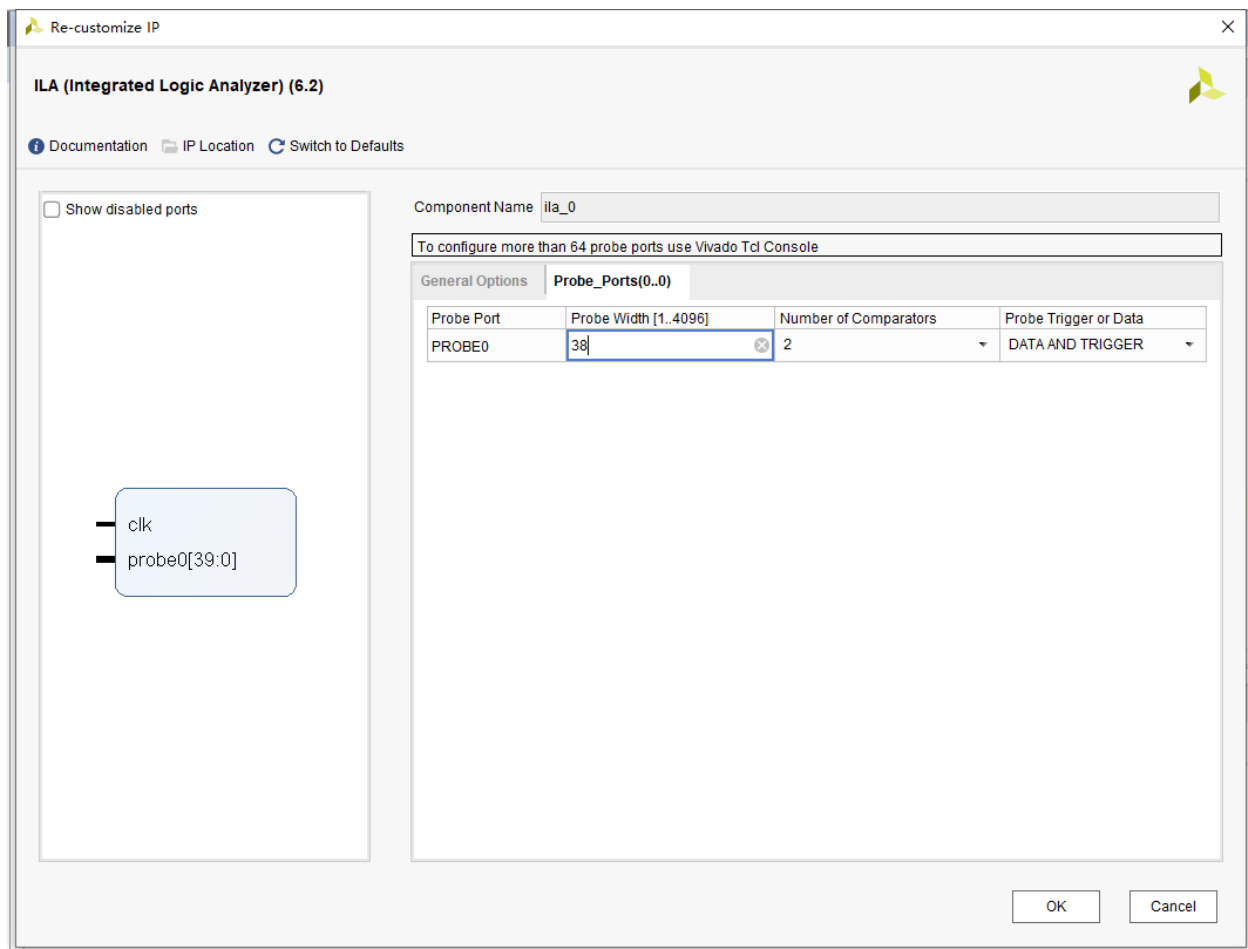 Re-customize IP
ILA (Integrated Logic Analyzer) (6.2)
Documentation IP Location Switch to Defaults
Show disabled ports
clk
probe0[39:0]
Component Name ila_0
To configure more than 64 probe ports use Vivado Tcl Console
General Options Probe_Ports(0..0)
Probe Port Probe Width [1..4096] Number of Comparators Probe Trigger or Data
PROBE0 38 2 DATA AND TRIGGER
OK Cancel